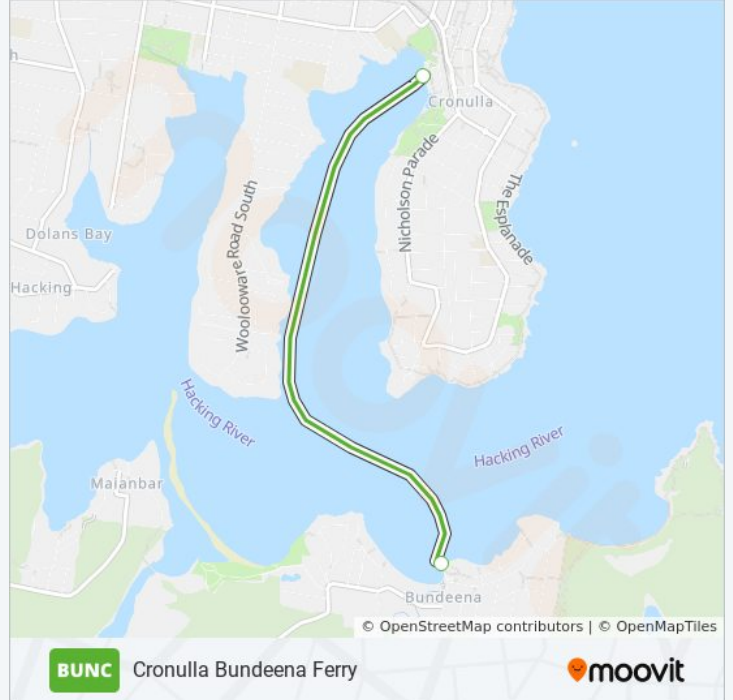 Cronulla
Nicholson Parade
The Esplanade
Woolooware Road South
Dolans Bay
Hacking
Hacking River
Hacking River
Maianbar
Bundeena
© OpenStreetMap contributors | © OpenMapTiles
BUNC Cronulla Bundeena Ferry
moovit